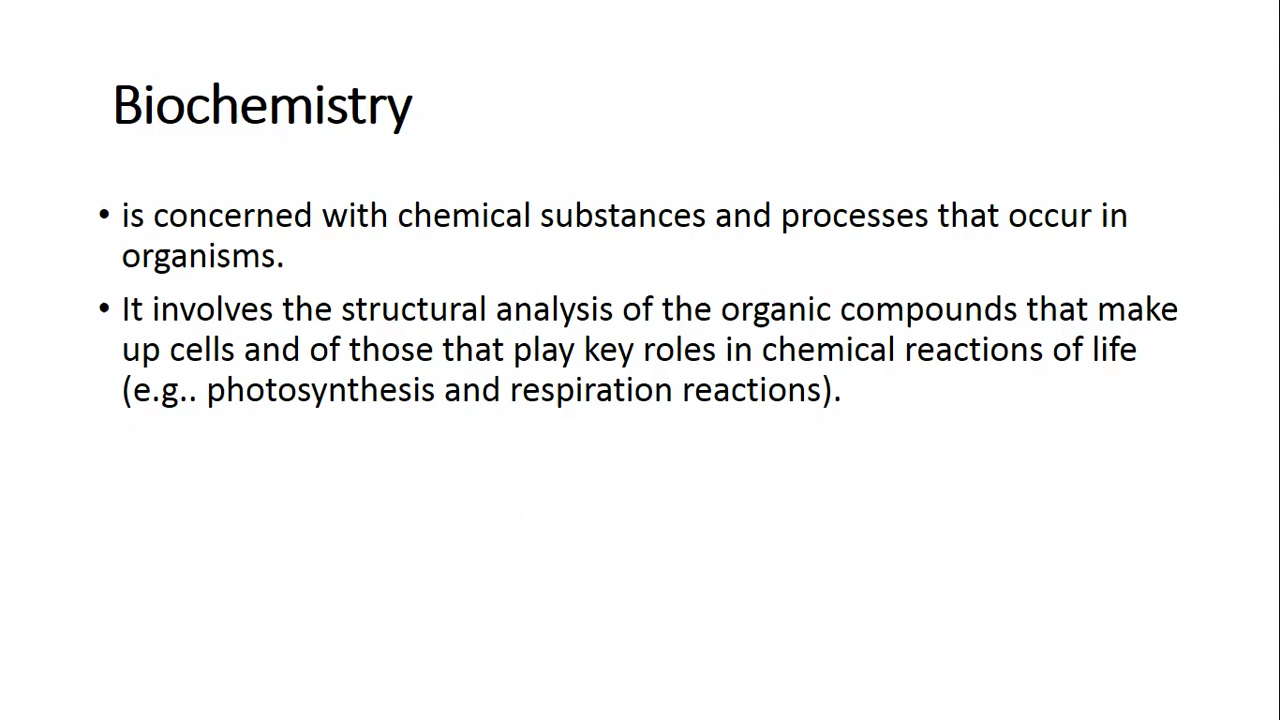 Biochemistry
• is concerned with chemical substances and processes that occur in
organisms.
• It involves the structural analysis of the organic compounds that make
up cells and of those that play key roles in chemical reactions of life
(e.g.. photosynthesis and respiration reactions).